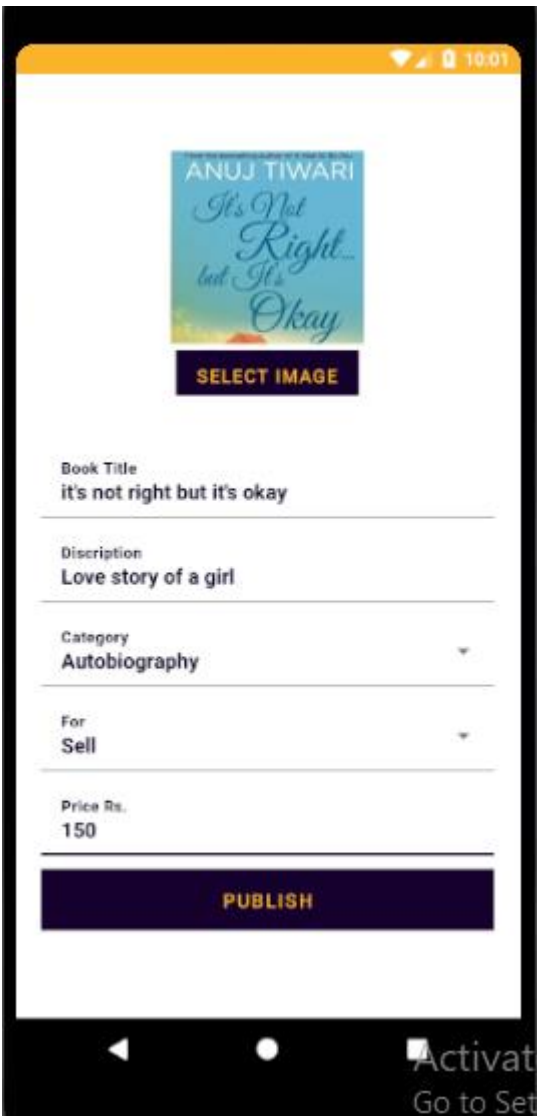 10:01
ANUJ TIWARI
It's Not
Right...
but It's
Okay
SELECT IMAGE
Book Title
it's not right but it's okay
Discription
Love story of a girl
Category
Autobiography
For
Sell
Price Rs.
150
PUBLISH
Activat
Go to Set